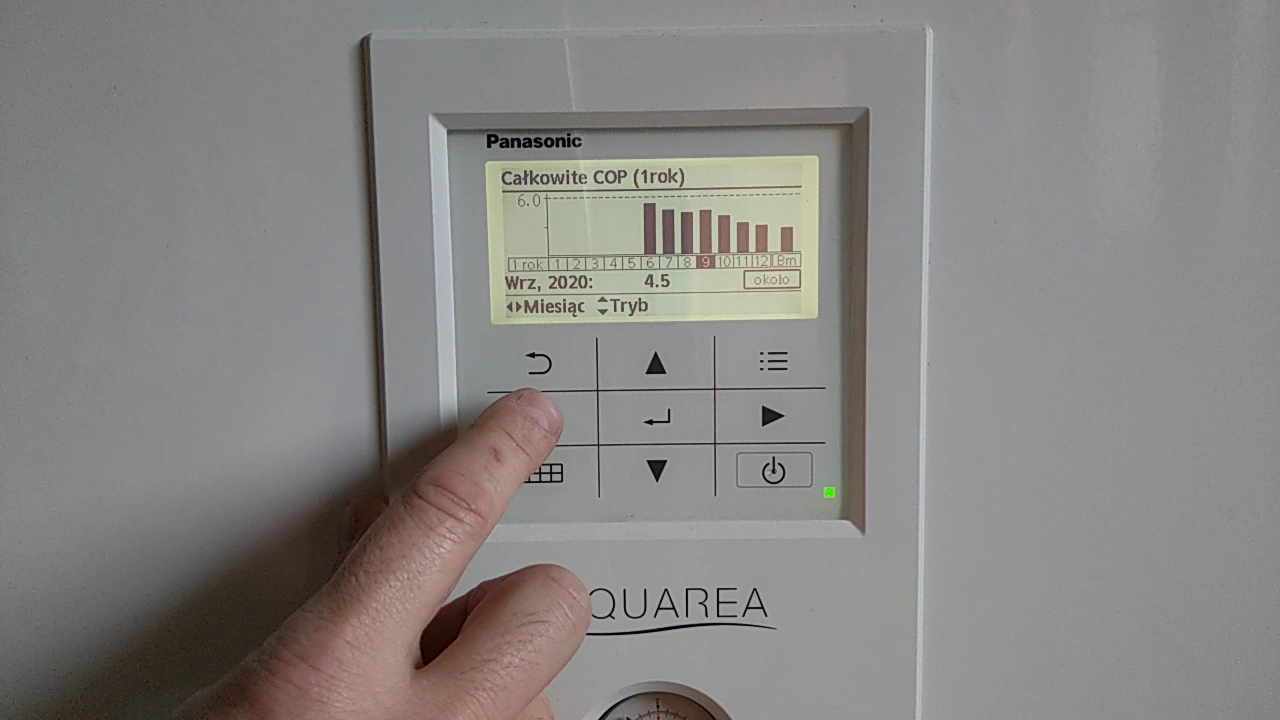 Panasonic
Całkowite COP (1rok)
6.0
1 rok 1 2 3 4 5 6 7 8 9 10 11 12 Bm
Wrz, 2020: 4.5 około
Miesiąc Tryb
QUAREA